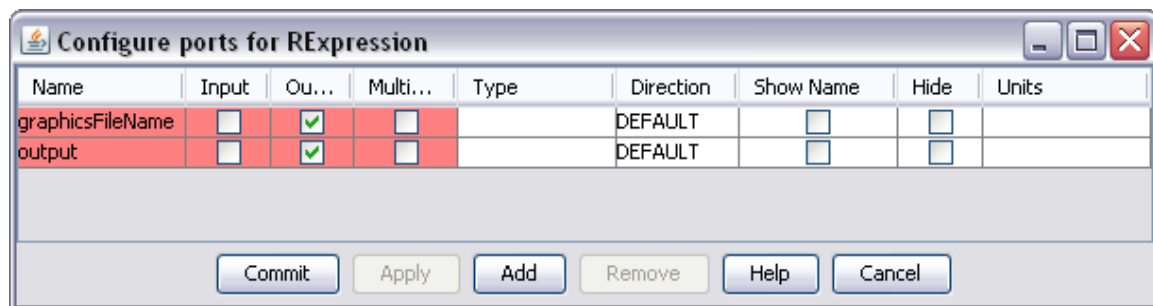 Configure ports for RExpression
Name Input Ou... Multi... Type Direction Show Name Hide Units
graphicsFileName DEFAULT
output DEFAULT
Commit Apply Add Remove Help Cancel